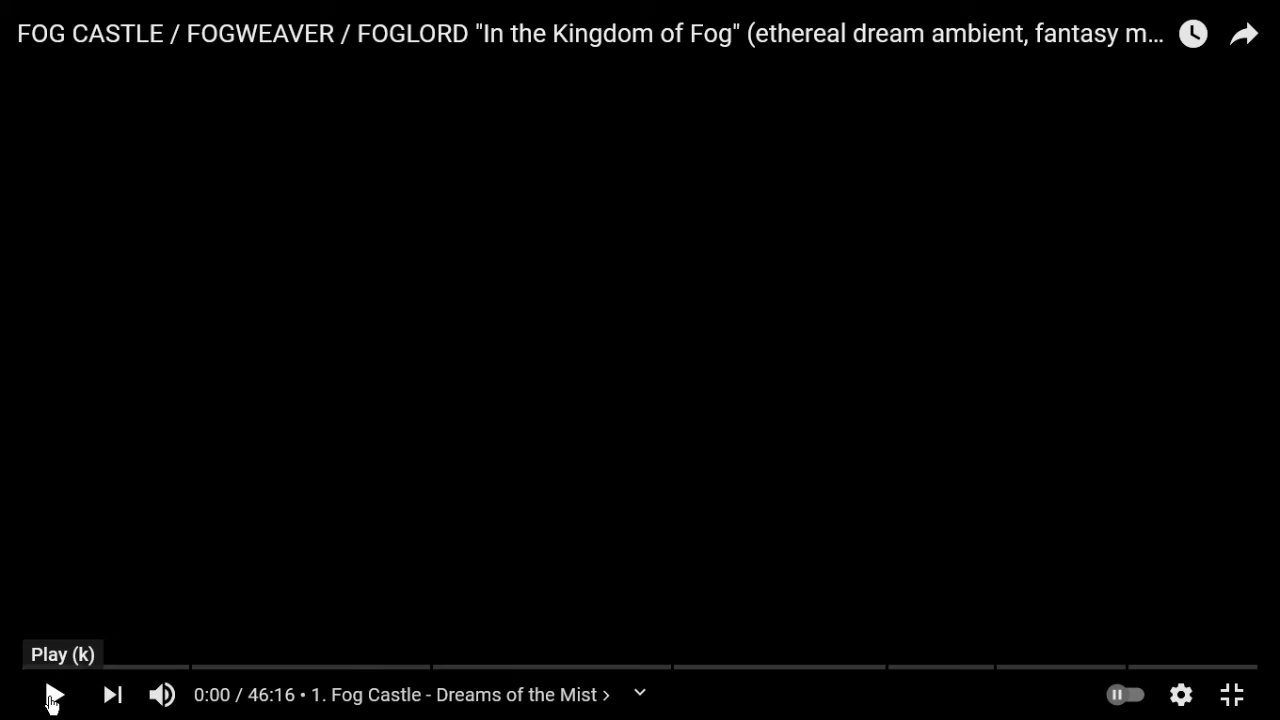 FOG CASTLE / FOGWEAVER / FOGLORD "In the Kingdom of Fog" (ethereal dream ambient, fantasy m...
Play (k)
0:00 / 46:16 • 1. Fog Castle - Dreams of the Mist >